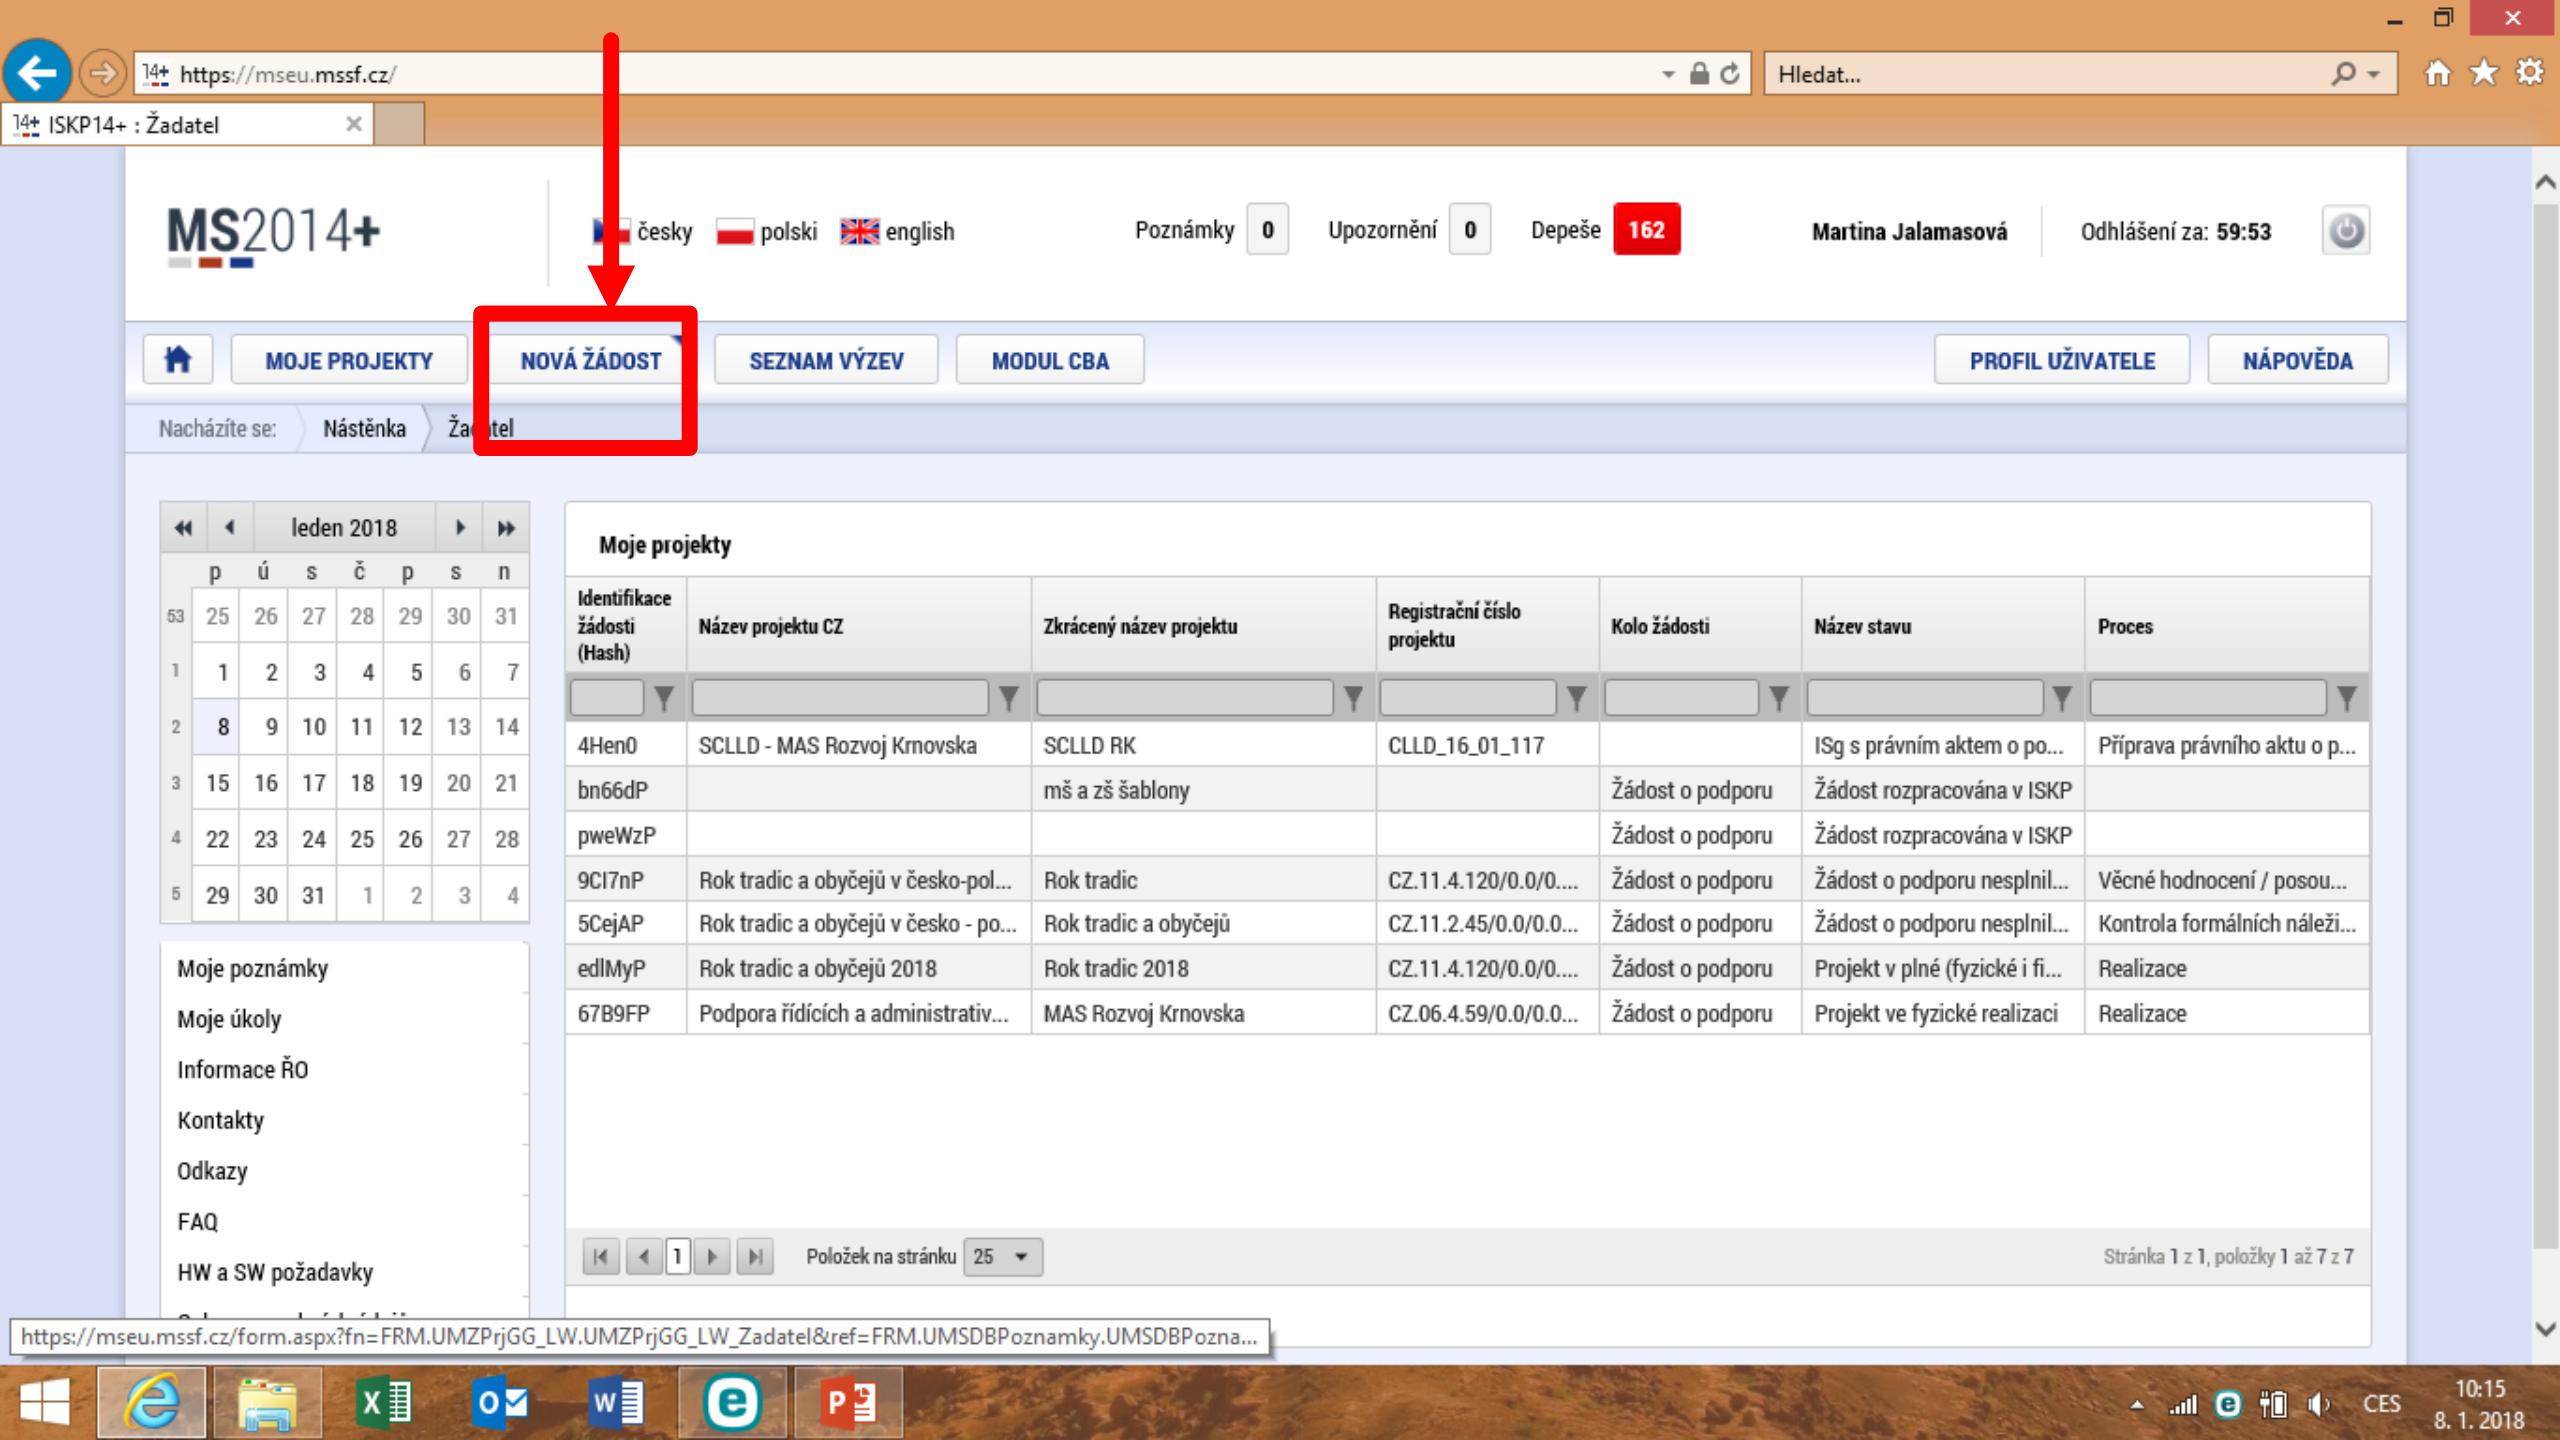 14+ https://mseu.mssf.cz/
Hledat...
14+ ISKP14+ : Žadatel
MS2014+
česky polski english
Poznámky 0 Upozornění 0 Depeše 162
Martina Jalamasová
Odhlášení za: 59:53
MOJE PROJEKTY NOVÁ ŽÁDOST SEZNAM VÝZEV MODUL CBA PROFIL UŽIVATELE NÁPOVĚDA
Nacházíte se: Nástěnka
leden 2018
p ú s č p s n
53 25 26 27 28 29 30 31
1 1 2 3 4 5 6 7
2 8 9 10 11 12 13 14
3 15 16 17 18 19 20 21
4 22 23 24 25 26 27 28
5 29 30 31 1 2 3 4
Moje poznámky
Moje úkoly
Informace ŘO
Kontakty
Odkazy
FAQ
HW a SW požadavky
Moje projekty
Identifikace žádosti (Hash) Název projektu CZ Zkrácený název projektu Registrační číslo projektu Kolo žádosti Název stavu Proces
4Hen0 SCLLD - MAS Rozvoj Krnovska SCLLD RK CLLD_16_01_117 ISg s právním aktem o po... Příprava právního aktu o p...
bn66dP mš a zš šablony Žádost o podporu Žádost rozpracována v ISKP
pweWzP Žádost o podporu Žádost rozpracována v ISKP
9CI7nP Rok tradic a obyčejů v česko-pol... Rok tradic CZ.11.4.120/0.0/0.... Žádost o podporu Žádost o podporu nesplnil... Věcné hodnocení / posou...
5CejAP Rok tradic a obyčejů v česko - po... Rok tradic a obyčejů CZ.11.2.45/0.0/0.0... Žádost o podporu Žádost o podporu nesplnil... Kontrola formálních náleži...
edlMyP Rok tradic a obyčejů 2018 Rok tradic 2018 CZ.11.4.120/0.0/0.... Žádost o podporu Projekt v plné (fyzické i fi... Realizace
67B9FP Podpora řídících a administrativ... MAS Rozvoj Krnovska CZ.06.4.59/0.0/0.0... Žádost o podporu Projekt ve fyzické realizaci Realizace
1 Položek na stránku 25
Stránka 1 z 1, položky 1 až 7 z 7
https://mseu.mssf.cz/form.aspx?fn=FRM.UMZPrjGG_LW.UMZPrjGG_LW_Zadatel&ref=FRM.UMSDBPoznamky.UMSDBPozna...
CES
10:15
8. 1. 2018